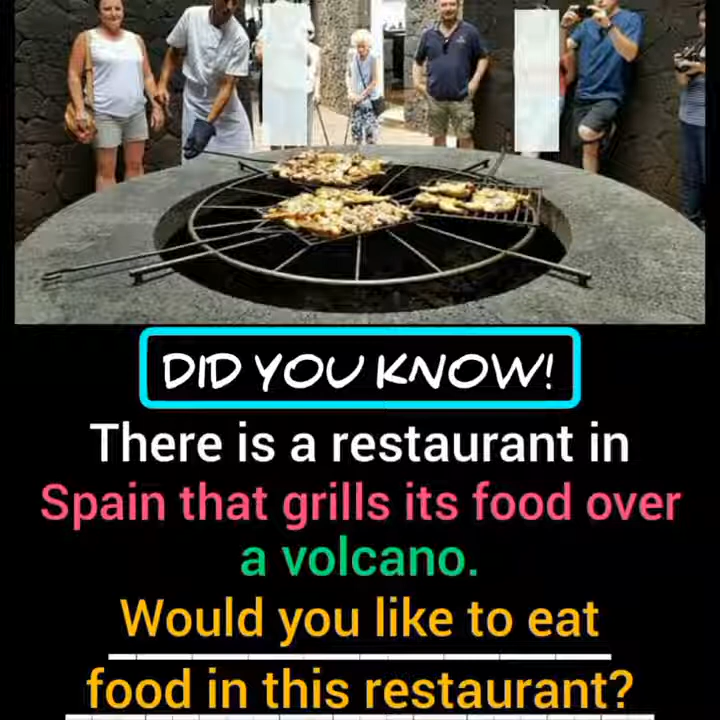 DID YOU KNOW!
There is a restaurant in
Spain that grills its food over
a volcano.
Would you like to eat
food in this restaurant?